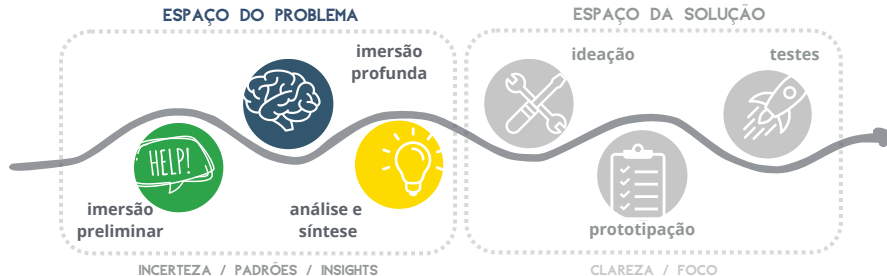 ESPAÇO DO PROBLEMA
ESPAÇO DA SOLUÇÃO
imersão
profunda
ideação
testes
HELP!
imersão
preliminar
análise e
síntese
prototipação
INCERTEZA / PADRÕES / INSIGHTS
CLAREZA / FOCO